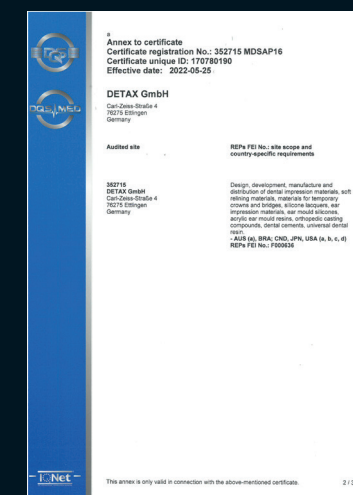 DQS
DQS MED
a
Annex to certificate
Certificate registration No.: 352715 MDSAP16
Certificate unique ID: 170780190
Effective date: 2022-05-25
DETAX GmbH
Carl-Zeiss-Straße 4
76275 Ettlingen
Germany
Audited site
REPs FEI No.: site scope and
country-specific requirements
352715
DETAX GmbH
Carl-Zeiss-Straße 4
76275 Ettlingen
Germany
Design, development, manufacture and
distribution of dental impression materials, soft
relining materials, materials for temporary
crowns and bridges, silicone lacquers, ear
impression materials, ear mould silicones,
acrylic ear mould resins, orthopedic casting
compounds, dental cements, universal dental
resin.
- AUS (a), BRA; CND, JPN, USA (a, b, c, d)
REPs FEI No.: F000636
IQNet
This annex is only valid in connection with the above-mentioned certificate.
2 / 3